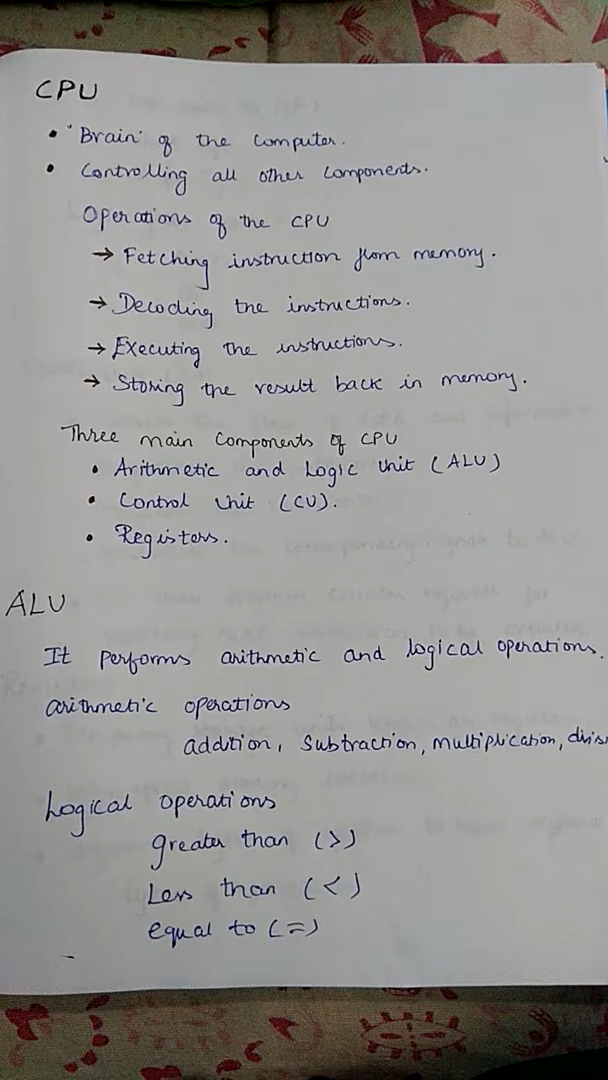 CPU
• "Brain" of the computer.
• Controlling all other components.
Operations of the CPU
→ Fetching instruction from memory.
→ Decoding the instructions.
→ Executing the instructions.
→ Storing the result back in memory.
Three main components of CPU
• Arithmetic and Logic Unit (ALU)
• Control Unit (CU).
• Registers.
ALU
It performs arithmetic and logical operations.
arithmetic operations
addition, subtraction, multiplication, divis
Logical operations
greater than (>)
Less than (<)
equal to (=)